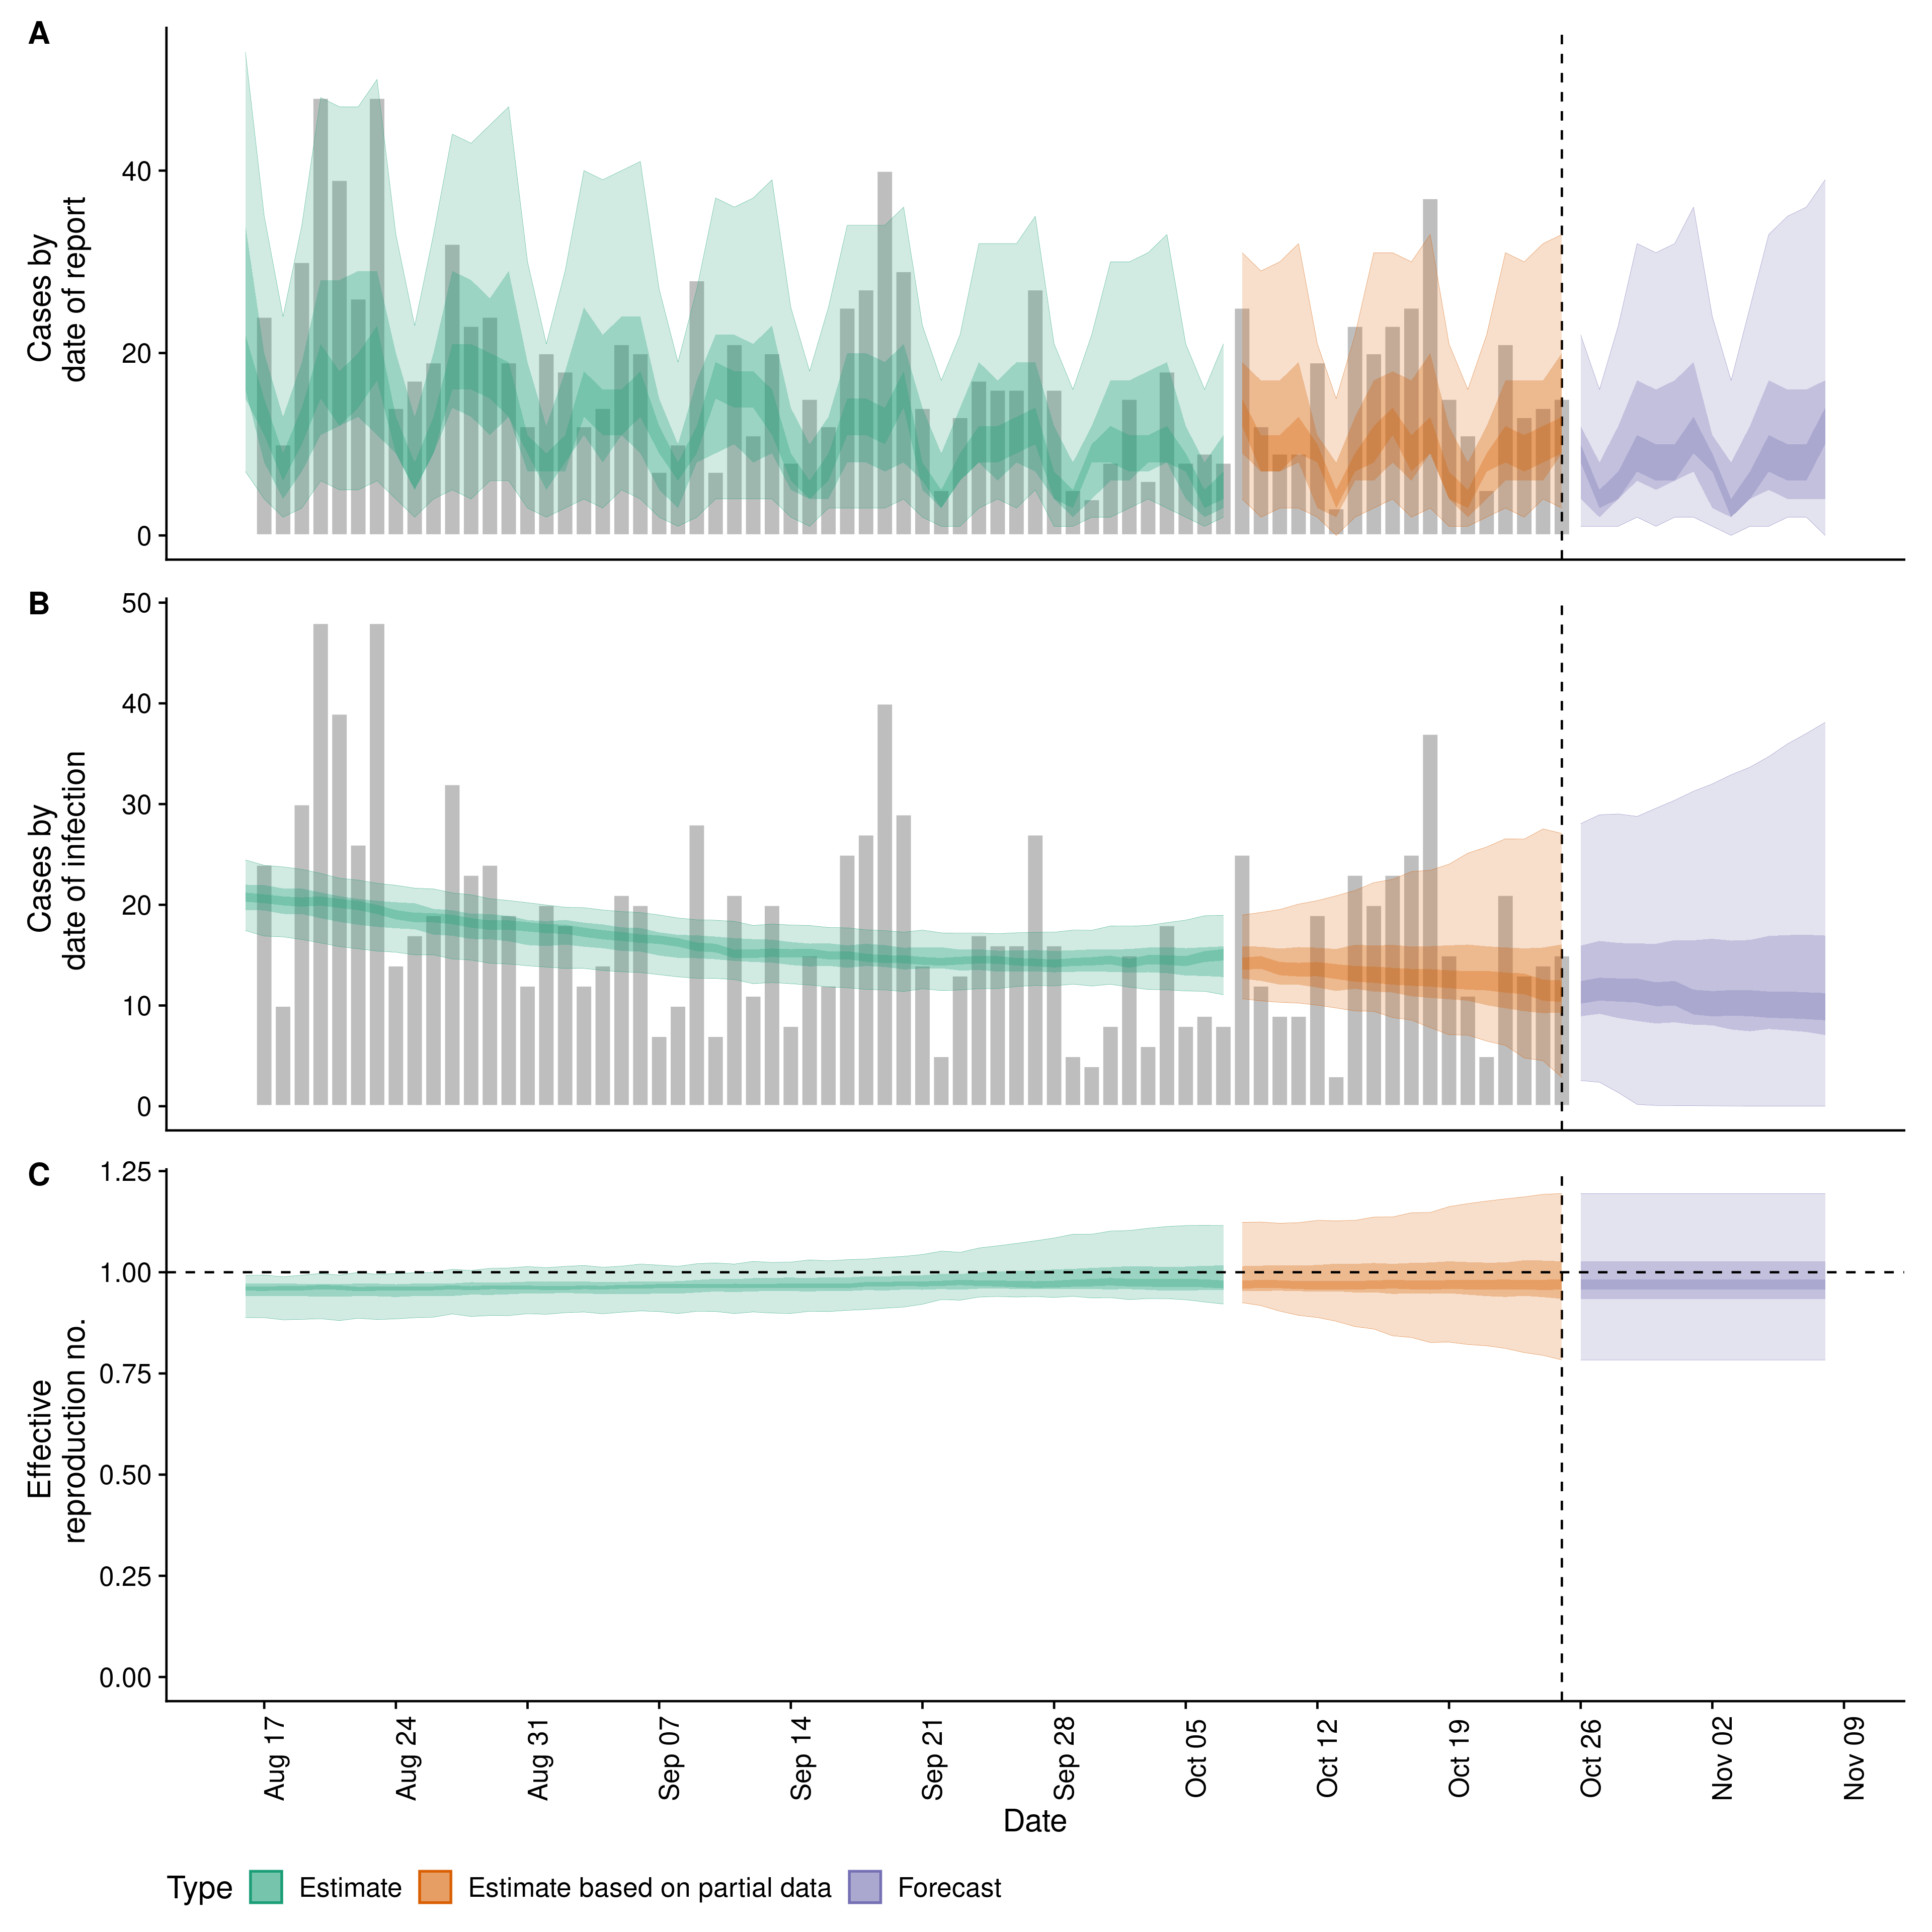 A
Cases by
date of report
40
20
0
B
Cases by
date of infection
50
40
30
20
10
0
C
Effective
reproduction no.
1.25
1.00
0.75
0.50
0.25
0.00
Aug 17
Aug 24
Aug 31
Sep 07
Sep 14
Sep 21
Sep 28
Oct 05
Oct 12
Oct 19
Oct 26
Nov 02
Nov 09
Date
Type Estimate Estimate based on partial data Forecast